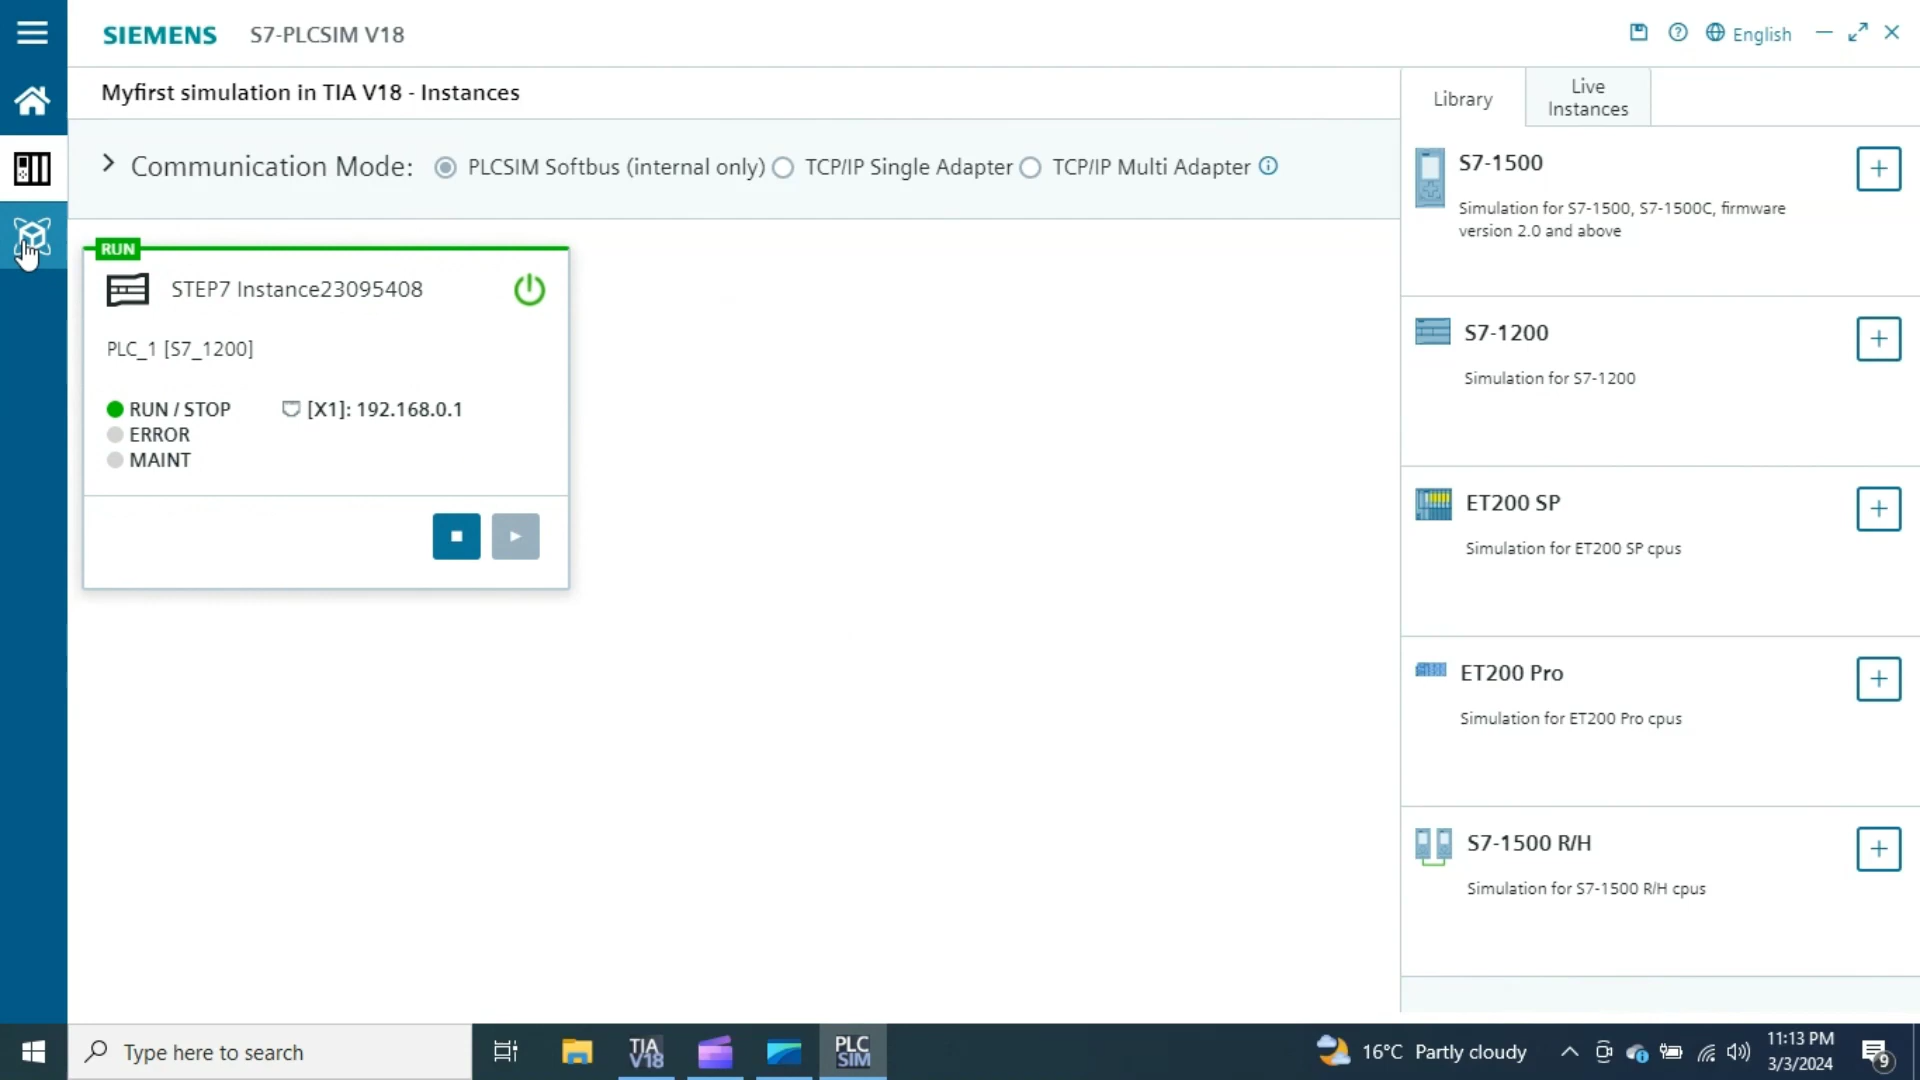 SIEMENS S7-PLCSIM V18
English
Myfirst simulation in TIA V18 - Instances
Communication Mode: PLCSIM Softbus (internal only) TCP/IP Single Adapter TCP/IP Multi Adapter
RUN
STEP7 Instance23095408
PLC_1 [S7_1200]
RUN / STOP [X1]: 192.168.0.1
ERROR
MAINT
Library
Live
Instances
S7-1500
Simulation for S7-1500, S7-1500C, firmware
version 2.0 and above
S7-1200
Simulation for S7-1200
ET200 SP
Simulation for ET200 SP cpus
ET200 Pro
Simulation for ET200 Pro cpus
S7-1500 R/H
Simulation for S7-1500 R/H cpus
Type here to search
TIA
V18
PLC
SIM
16°C Partly cloudy
11:13 PM
3/3/2024
9